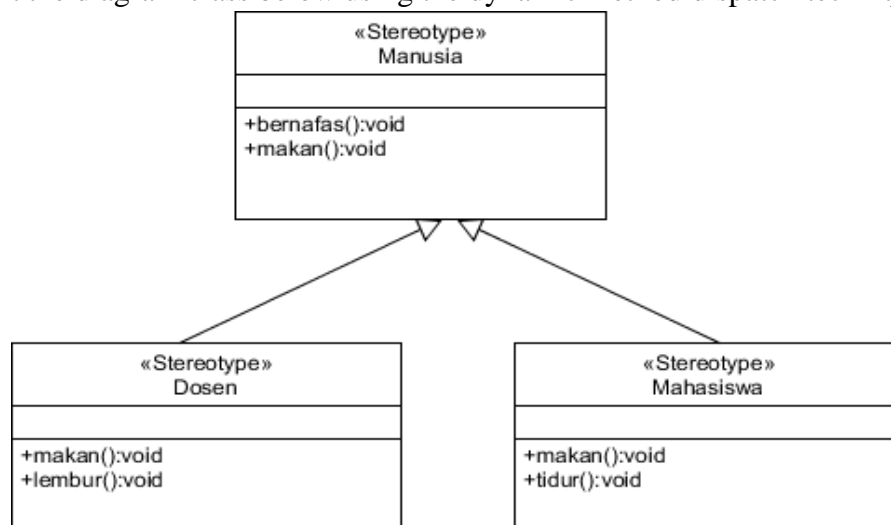 «Stereotype»
Manusia
+bernafas():void
+makan():void
«Stereotype»
Dosen
+makan():void
+lembur():void
«Stereotype»
Mahasiswa
+makan():void
+tidur():void